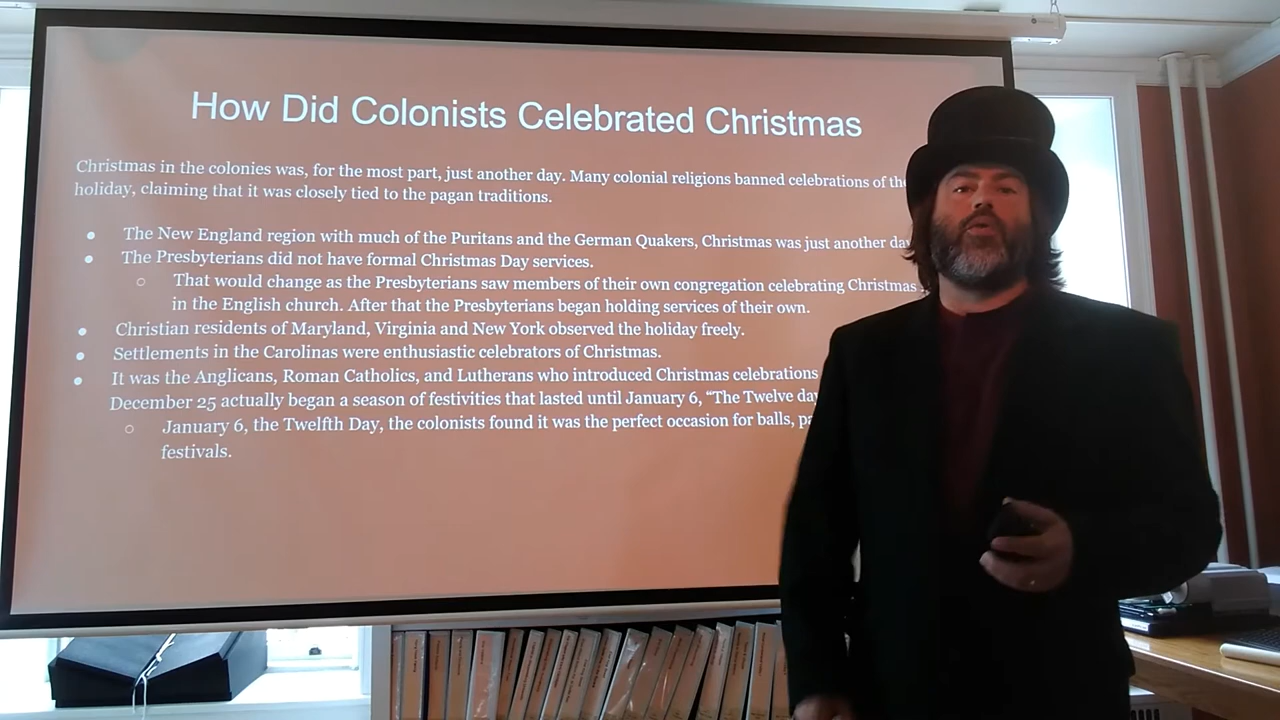 How Did Colonists Celebrated Christmas
Christmas in the colonies was, for the most part, just another day. Many colonial religions banned celebrations of the
holiday, claiming that it was closely tied to the pagan traditions.
● The New England region with much of the Puritans and the German Quakers, Christmas was just another
● The Presbyterians did not have formal Christmas Day services.
○ That would change as the Presbyterians saw members of their own congregation celebrating Christmas
in the English church. After that the Presbyterians began holding services of their own.
● Christian residents of Maryland, Virginia and New York observed the holiday freely.
● Settlements in the Carolinas were enthusiastic celebrators of Christmas.
● It was the Anglicans, Roman Catholics, and Lutherans who introduced Christmas celebrations
December 25 actually began a season of festivities that lasted until January 6, “The Twelve
○ January 6, the Twelfth Day, the colonists found it was the perfect occasion for balls,
festivals.